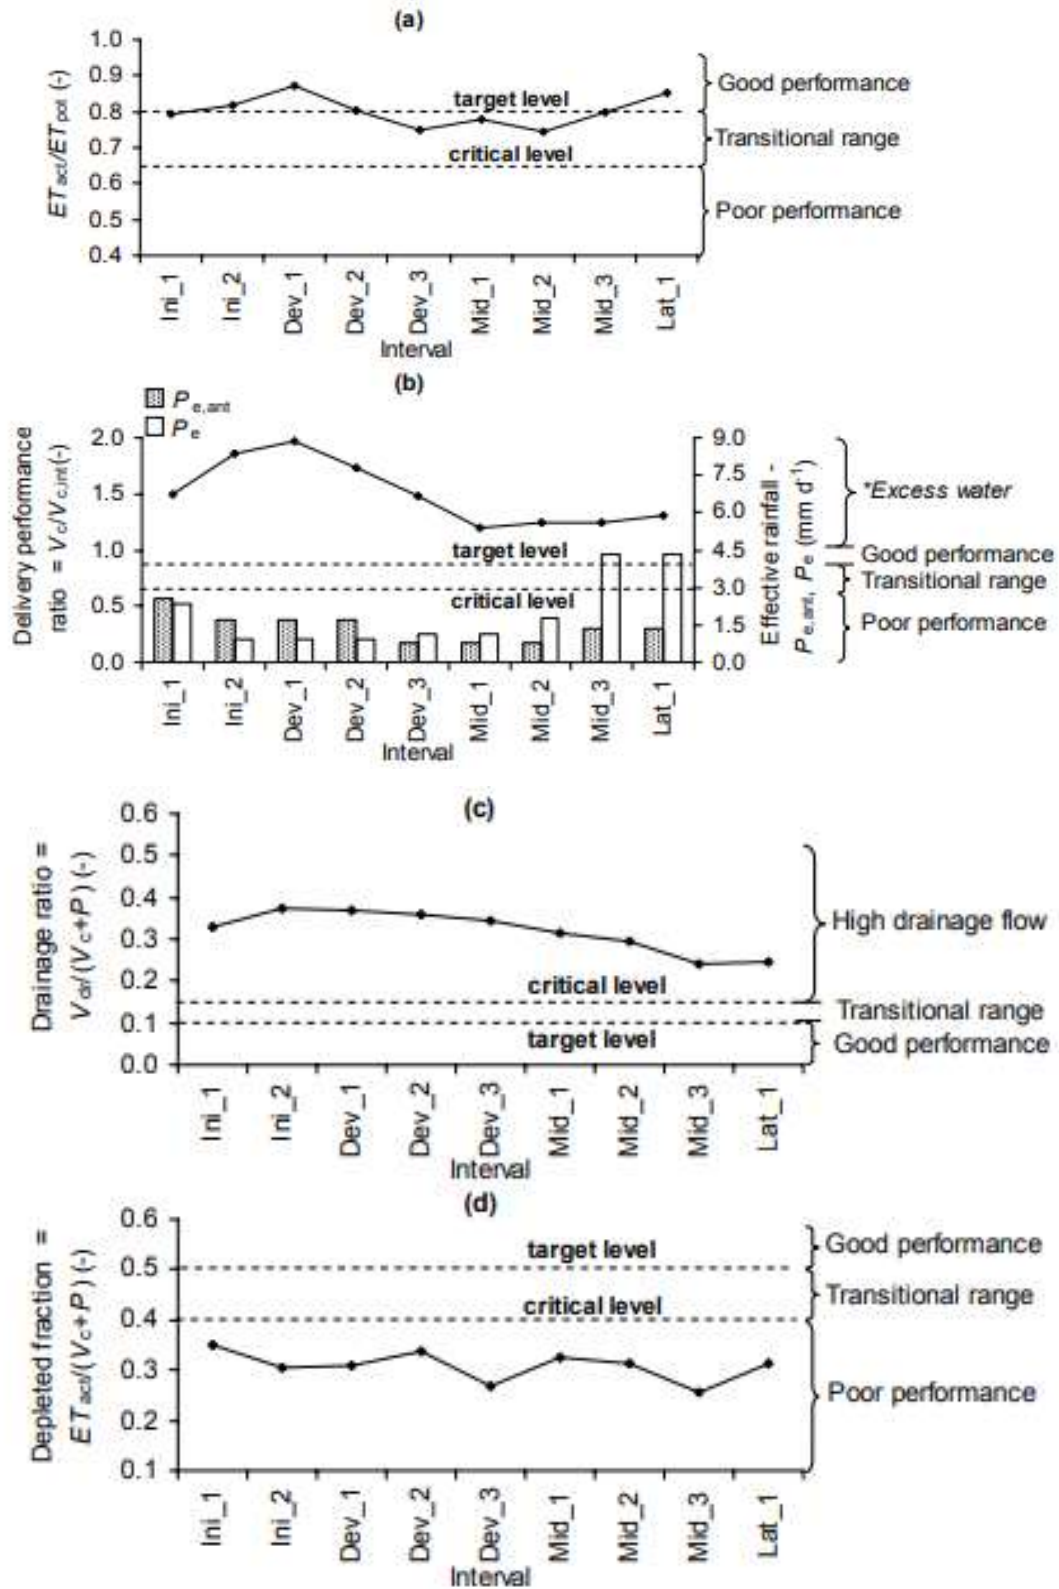 (a)
ETact/ETpot (-)
1.0
0.9
0.8
0.7
0.6
0.5
0.4
target level
critical level
Good performance
Transitional range
Poor performance
Ini_1
Ini_2
Dev_1
Dev_2
Dev_3
Mid_1
Mid_2
Mid_3
Lat_1
Interval
(b)
Pe,ant
Pe
Delivery performance
ratio = Vc/Vc,int(-)
2.0
1.5
1.0
0.5
0.0
target level
critical level
9.0
7.5
6.0
4.5
3.0
1.5
0.0
Effective rainfall -
Pe,ant, Pe (mm d-1)
*Excess water
Good performance
Transitional range
Poor performance
Ini_1
Ini_2
Dev_1
Dev_2
Dev_3
Mid_1
Mid_2
Mid_3
Lat_1
Interval
(c)
Drainage ratio =
Vdr/(Vc+P) (-)
0.6
0.5
0.4
0.3
0.2
0.1
0.0
critical level
target level
High drainage flow
Transitional range
Good performance
Ini_1
Ini_2
Dev_1
Dev_2
Dev_3
Mid_1
Mid_2
Mid_3
Lat_1
Interval
(d)
Depleted fraction =
ETact/(Vc+P) (-)
0.6
0.5
0.4
0.3
0.2
0.1
target level
critical level
Good performance
Transitional range
Poor performance
Ini_1
Ini_2
Dev_1
Dev_2
Dev_3
Mid_1
Mid_2
Mid_3
Lat_1
Interval